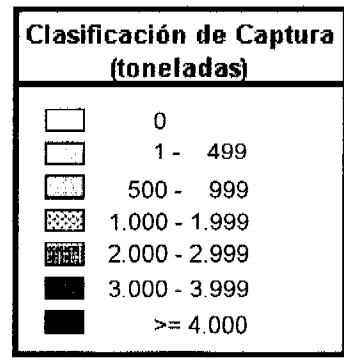 Clasificación de Captura
(toneladas)
0
1 - 499
500 - 999
1.000 - 1.999
2.000 - 2.999
3.000 - 3.999
>= 4.000